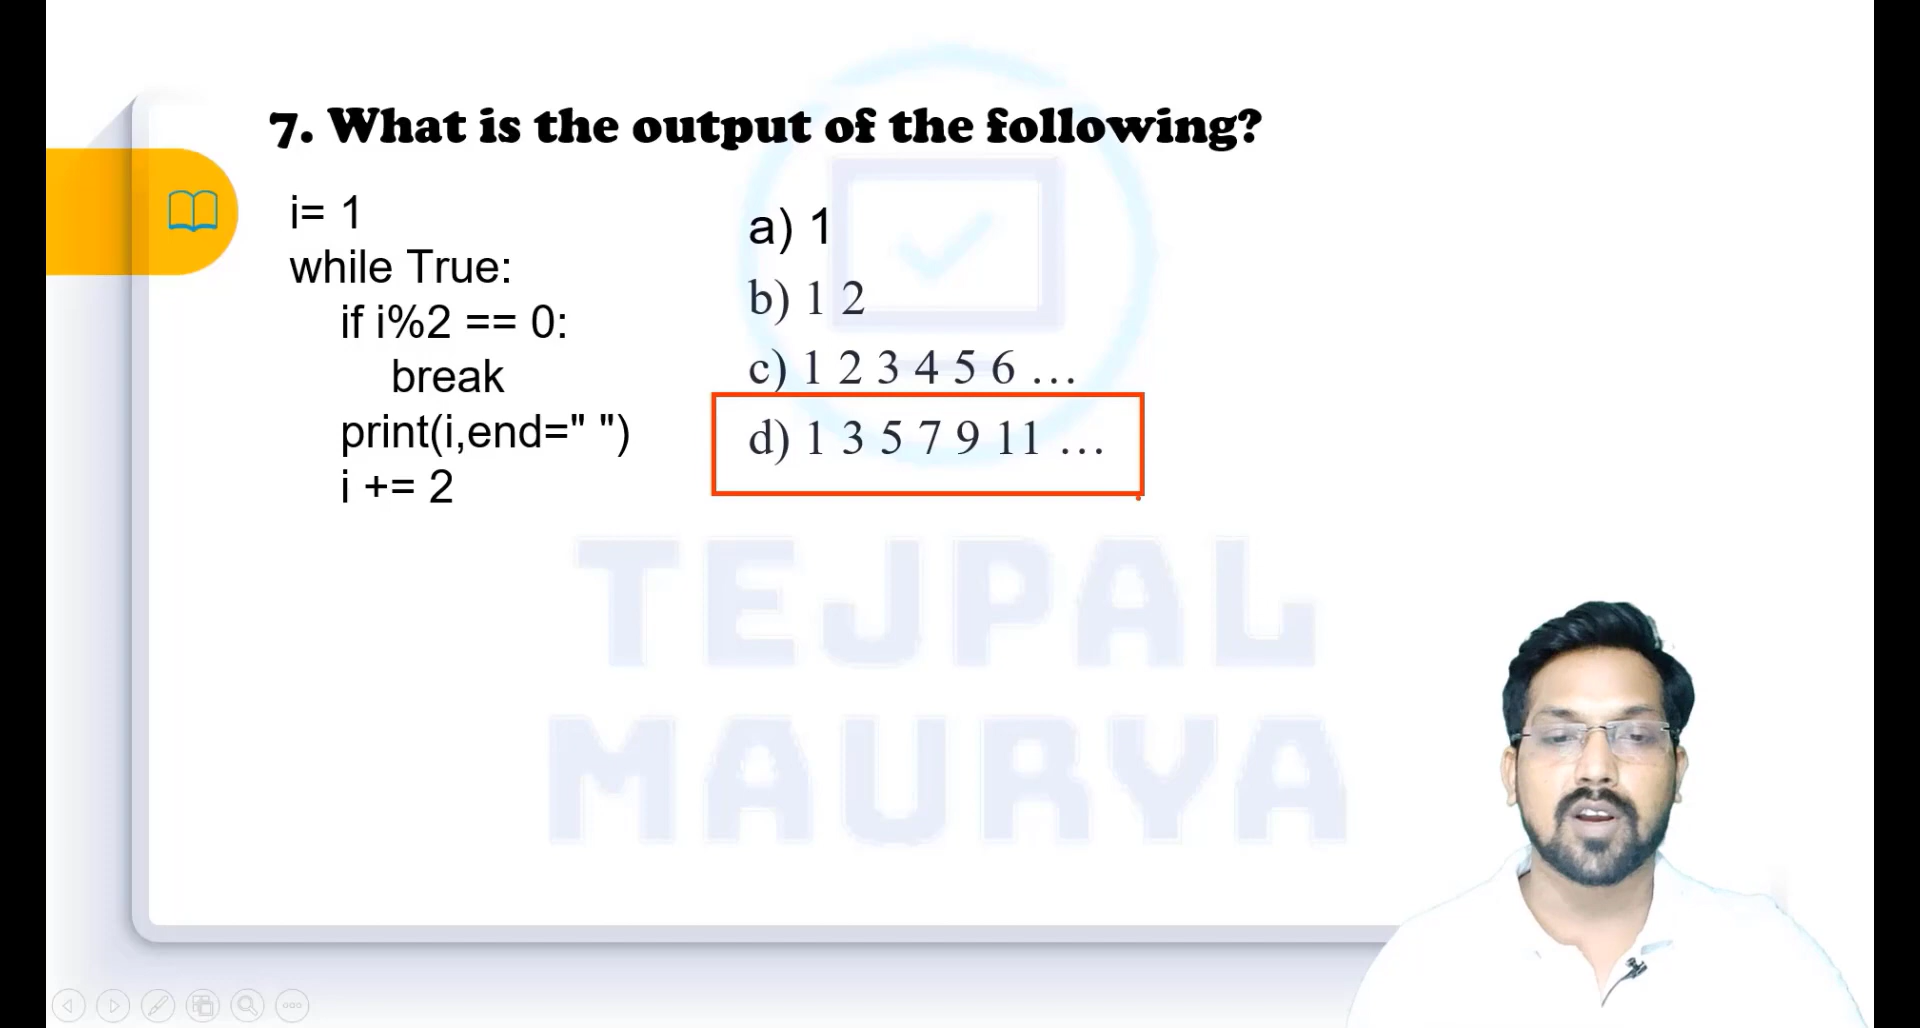 7. What is the output of the following?
i= 1
while True:
if i%2 == 0:
break
print(i,end=" ")
i += 2
a) 1
b) 1 2
c) 1 2 3 4 5 6 …
d) 1 3 5 7 9 11 …
TEJPAL
MAURYA